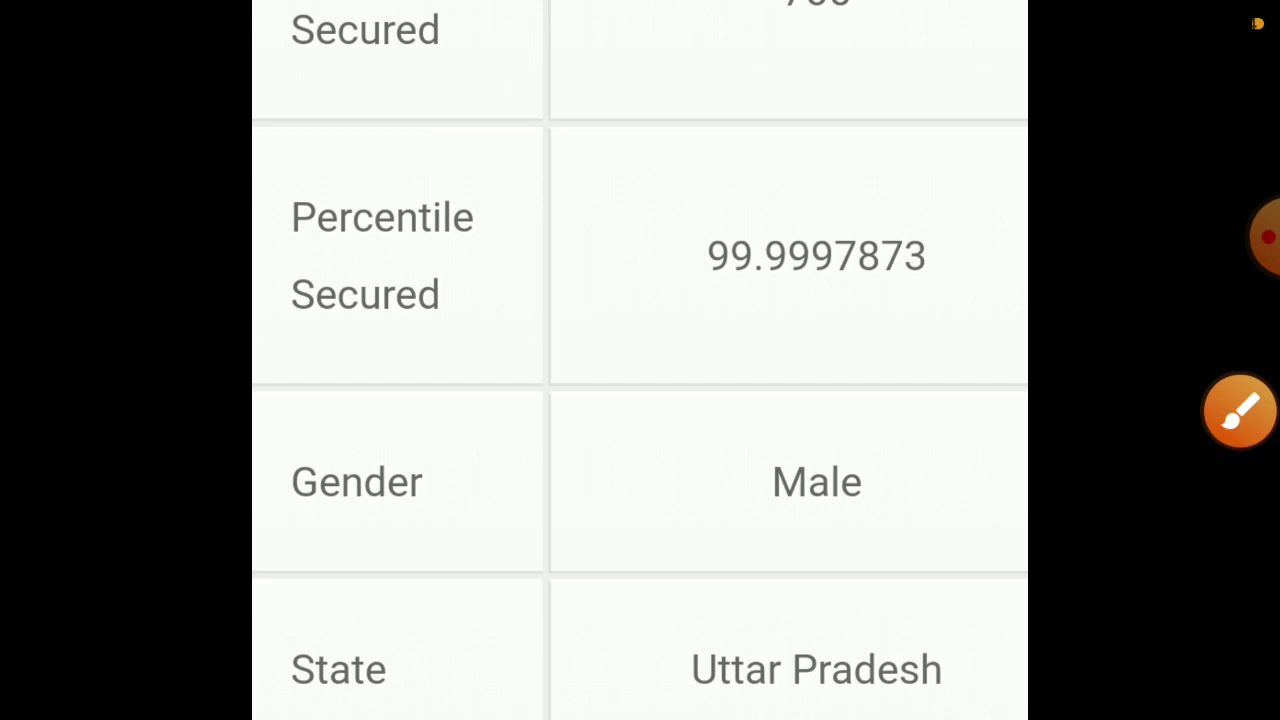 Secured
Percentile
Secured
99.9997873
Gender
Male
State
Uttar Pradesh